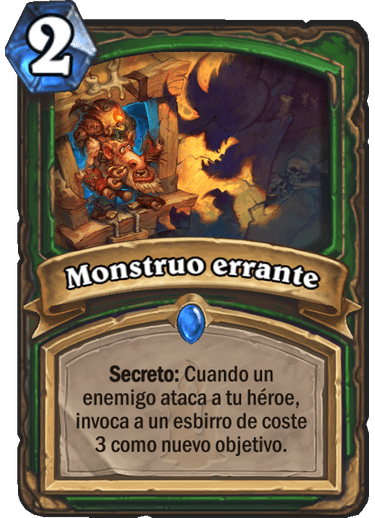 2
Monstruo errante
Secreto: Cuando un
enemigo ataca a tu héroe,
invoca a un esbirro de coste
3 como nuevo objetivo.